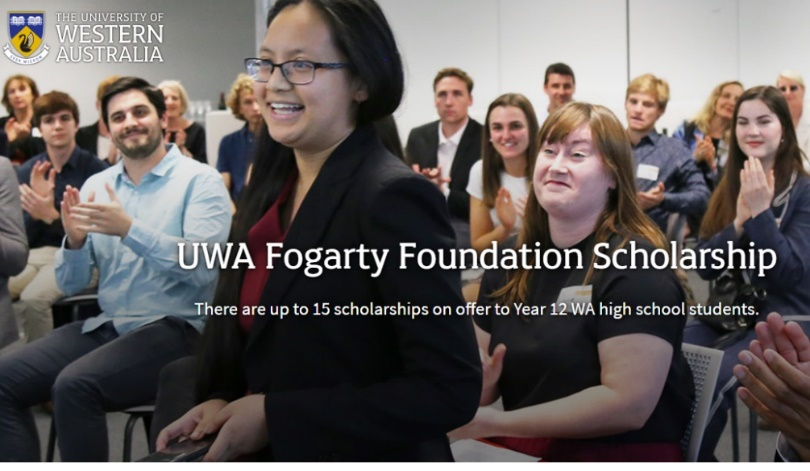 THE UNIVERSITY OF
WESTERN
AUSTRALIA
UWA Fogarty Foundation Scholarship
There are up to 15 scholarships on offer to Year 12 WA high school students.